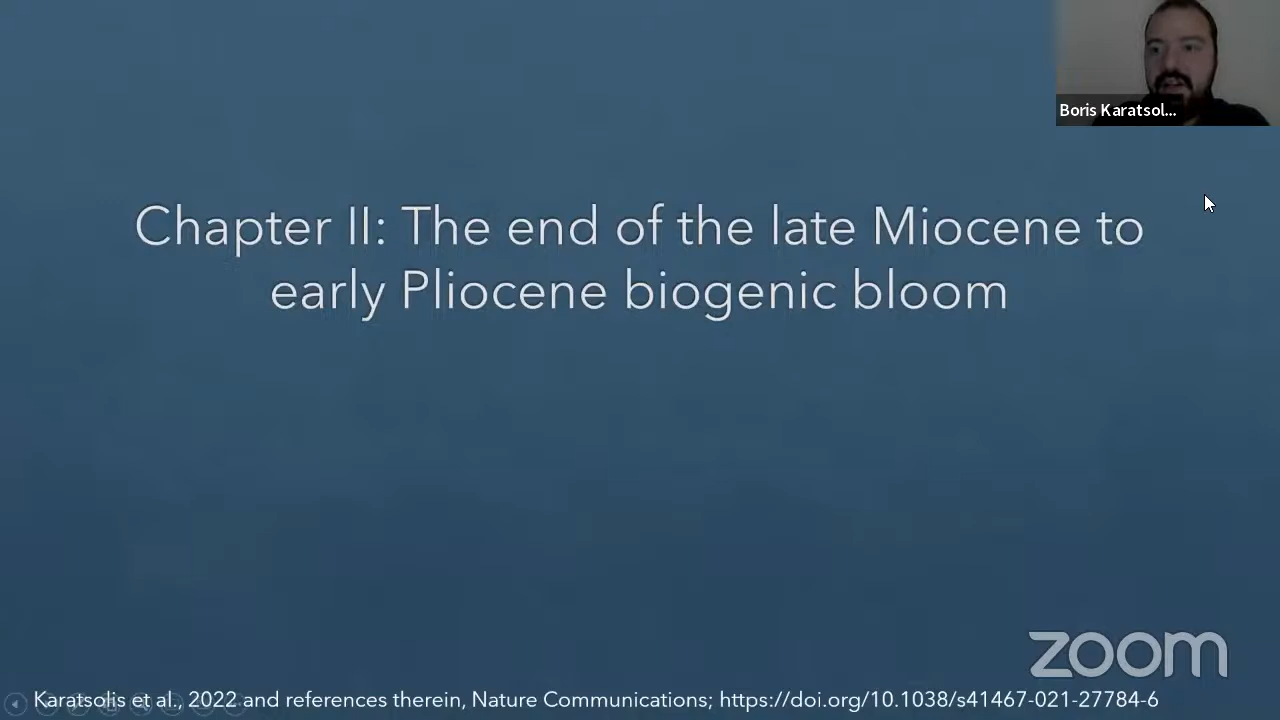 Boris Karatsol...
Chapter II: The end of the late Miocene to
early Pliocene biogenic bloom
zoom
Karatsolis et al., 2022 and references therein, Nature Communications; https://doi.org/10.1038/s41467-021-27784-6